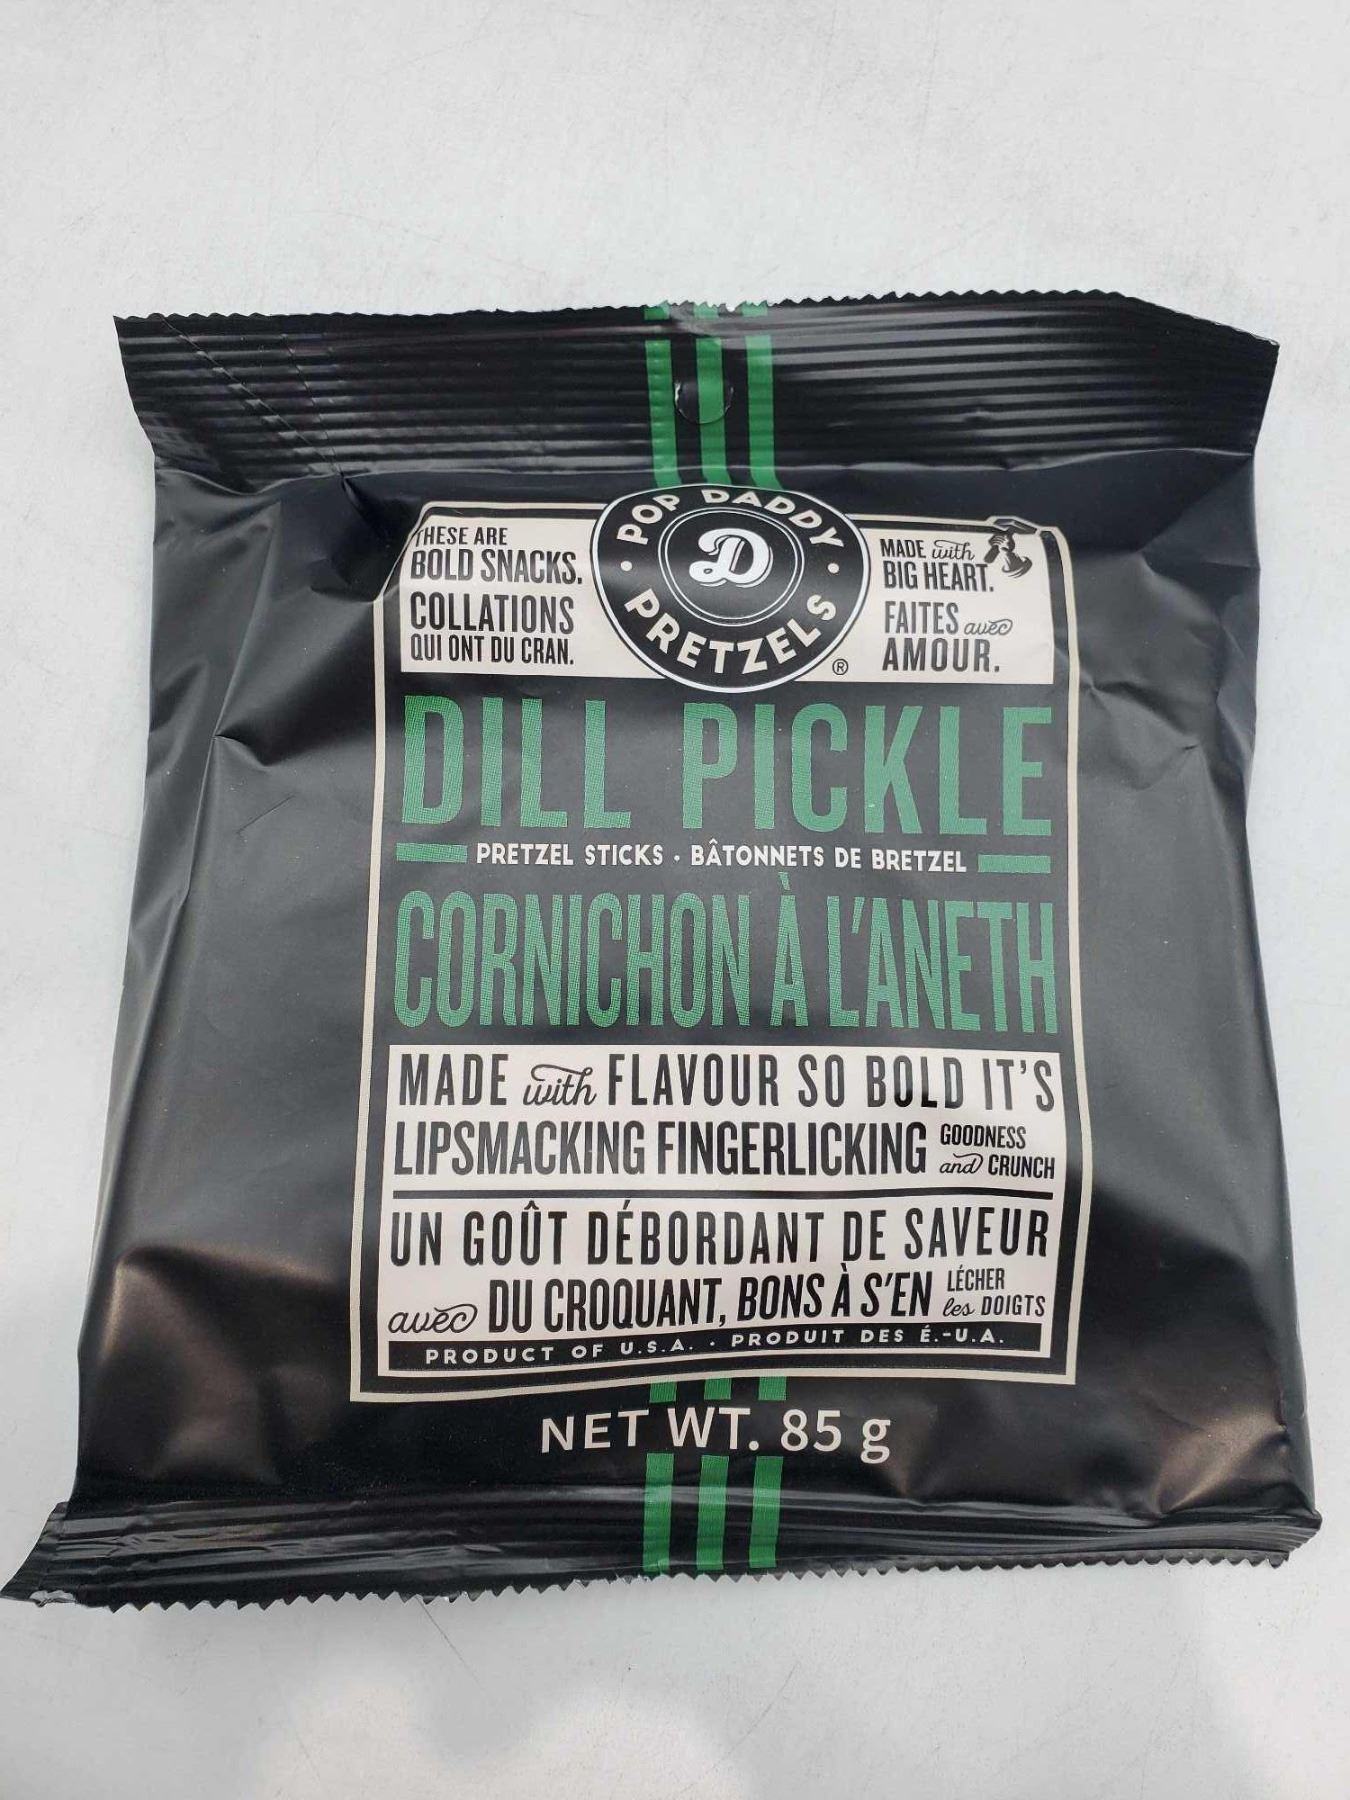 POP DADDY
D
PRETZELS
®
THESE ARE
BOLD SNACKS.
COLLATIONS
QUI ONT DU CRAN.
MADE with
BIG HEART.
FAITES avec
AMOUR.
DILL PICKLE
PRETZEL STICKS · BÂTONNETS DE BRETZEL
CORNICHON À L'ANETH
MADE with FLAVOUR SO BOLD IT'S
LIPSMACKING FINGERLICKING GOODNESS and CRUNCH
UN GOÛT DÉBORDANT DE SAVEUR
avec DU CROQUANT, BONS À S'EN LÉCHER les DOIGTS
PRODUCT OF U.S.A. · PRODUIT DES É.-U.A.
NET WT. 85 g